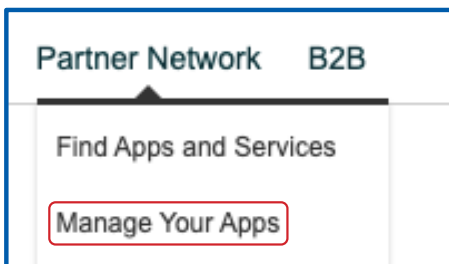 Partner Network B2B
Find Apps and Services
Manage Your Apps